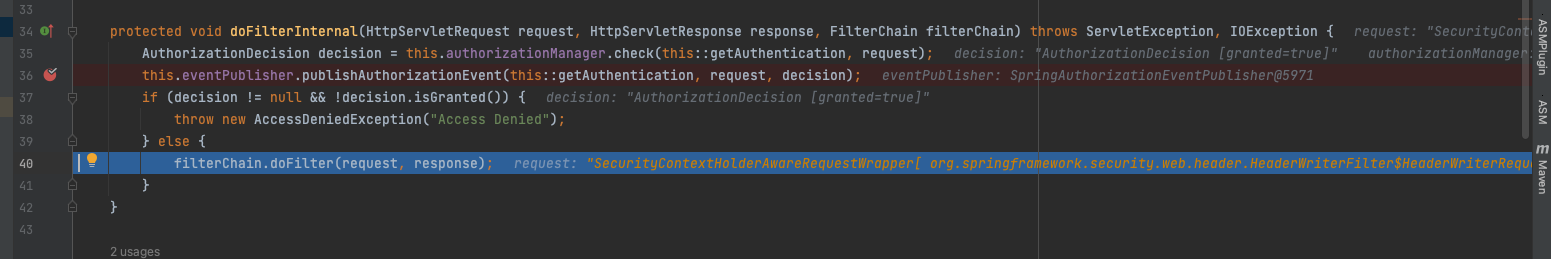 33
34 protected void doFilterInternal(HttpServletRequest request, HttpServletResponse response, FilterChain filterChain) throws ServletException, IOException { request: "SecurityConte
35 AuthorizationDecision decision = this.authorizationManager.check(this::getAuthentication, request); decision: "AuthorizationDecision [granted=true]" authorizationManager:
36 this.eventPublisher.publishAuthorizationEvent(this::getAuthentication, request, decision); eventPublisher: SpringAuthorizationEventPublisher@5971
37 if (decision != null && !decision.isGranted()) { decision: "AuthorizationDecision [granted=true]"
38 throw new AccessDeniedException("Access Denied");
39 } else {
40 filterChain.doFilter(request, response); request: "SecurityContextHolderAwareRequestWrapper[ org.springframework.security.web.header.HeaderWriterFilter$HeaderWriterReque
41 }
42 }
43
2 usages
ASMPlugin
ASM
m Maven